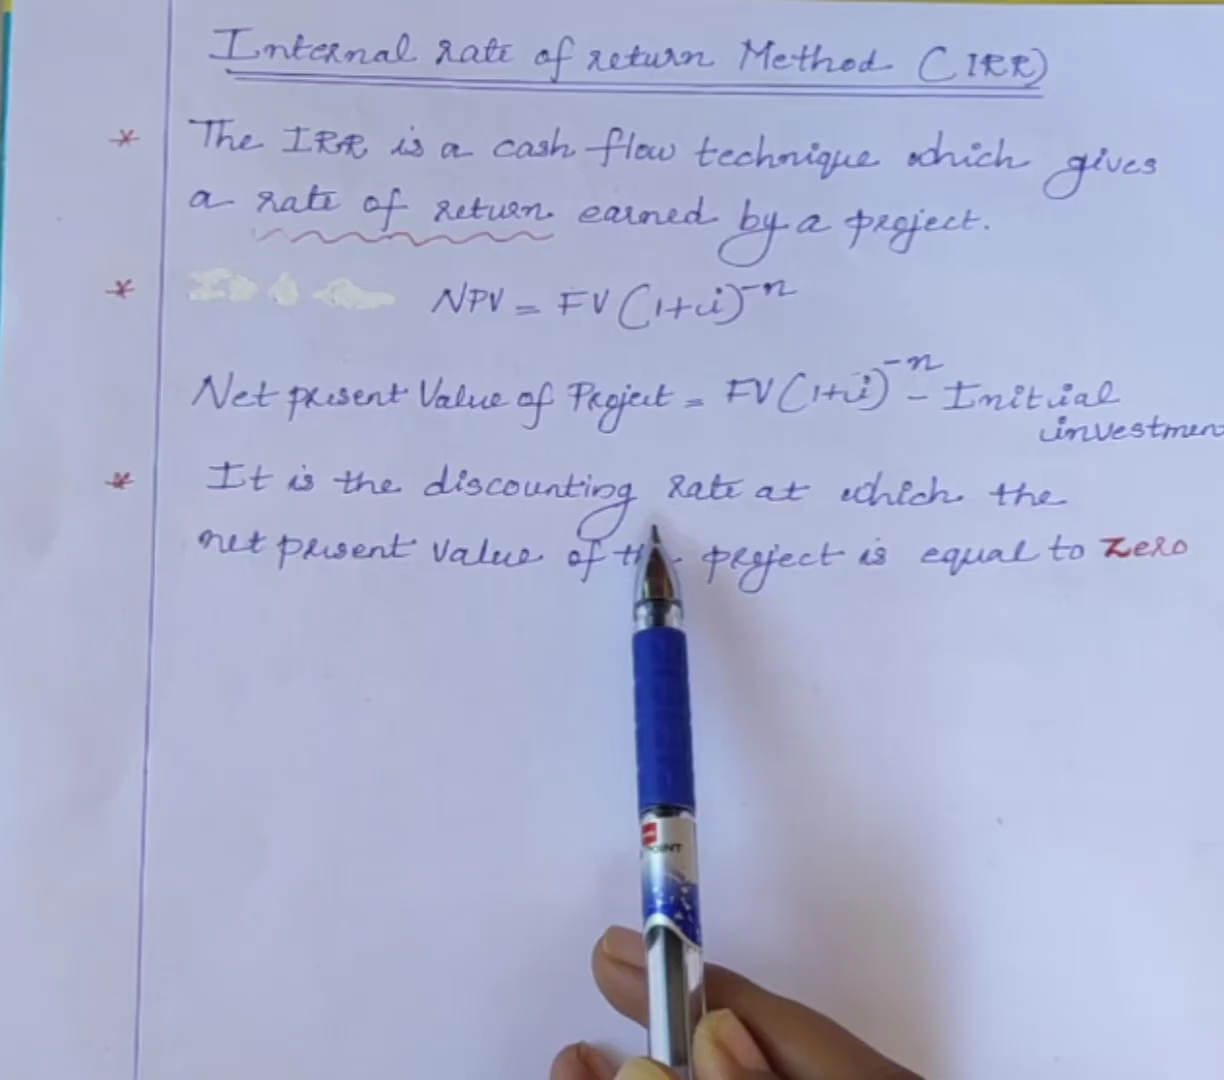 Internal rate of return Method (IRR)
* The IRR is a cash flow technique which gives
a rate of return earned by a project.
* NPV = FV(1+i)⁻ⁿ
Net present Value of Project = FV(1+i)⁻ⁿ - Initial
investmen
* It is the discounting rate at which the
net present value of the project is equal to zero
POINT